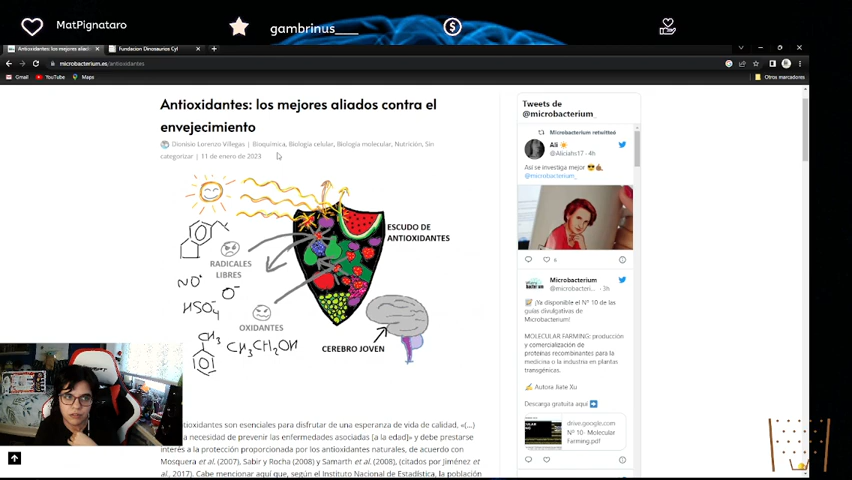 MatPignataro
gambrinus____
Antioxidantes: los mejores aliad
Fundacion Dinosaurios CyL
microbacterium.es/antioxidantes
Gmail
YouTube
Maps
Otros marcadores
Antioxidantes: los mejores aliados contra el
envejecimiento
Dionisio Lorenzo Villegas | Bioquímica, Biología celular, Biología molecular, Nutrición, Sin
categorizar | 11 de enero de 2023
ESCUDO DE
ANTIOXIDANTES
RADICALES
LIBRES
NO•
O⁻
HSO₄⁻
OXIDANTES
CH₃
CH₃CH₂OH
CEREBRO JOVEN
ntioxidantes son esenciales para disfrutar de una esperanza de vida de calidad, «(...)
a necesidad de prevenir las enfermedades asociadas [a la edad]» y debe prestarse
interés a la protección proporcionada por los antioxidantes naturales, de acuerdo con
Mosquera et al. (2007), Sabir y Rocha (2008) y Samarth et al. (2008), (citados por Jiménez et
al., 2017). Cabe mencionar aquí que, según el Instituto Nacional de Estadística, la población
Tweets de
@microbacterium_
Microbacterium retwitteó
Ali
@Aliciahs17 · 4h
Así se investiga mejor
@microbacterium_
6
Microbacterium
@microbacteri... · 3h
¡Ya disponible el Nº 10 de las
guías divulgativas de
Microbacterium!
MOLECULAR FARMING: producción
y comercialización de
proteínas recombinantes para la
medicina o la industria en plantas
transgénicas.
Autora Jiate Xu
Descarga gratuita aquí
drive.google.com
Nº 10- Molecular
Farming.pdf